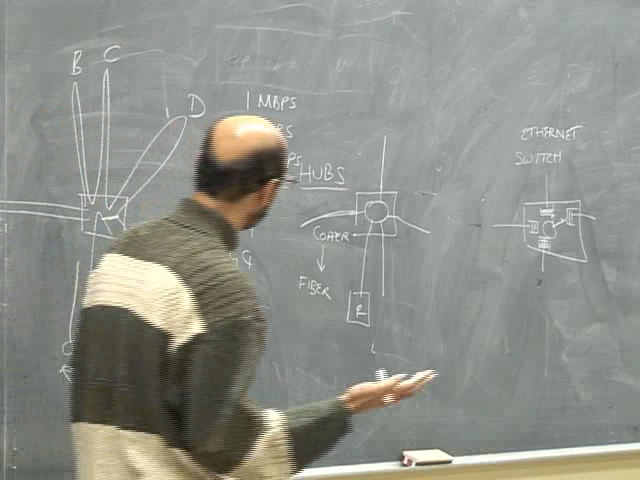 B
C
D
1 MBPS
HUBS
COPPER
FIBER
R
ETHERNET
SWITCH